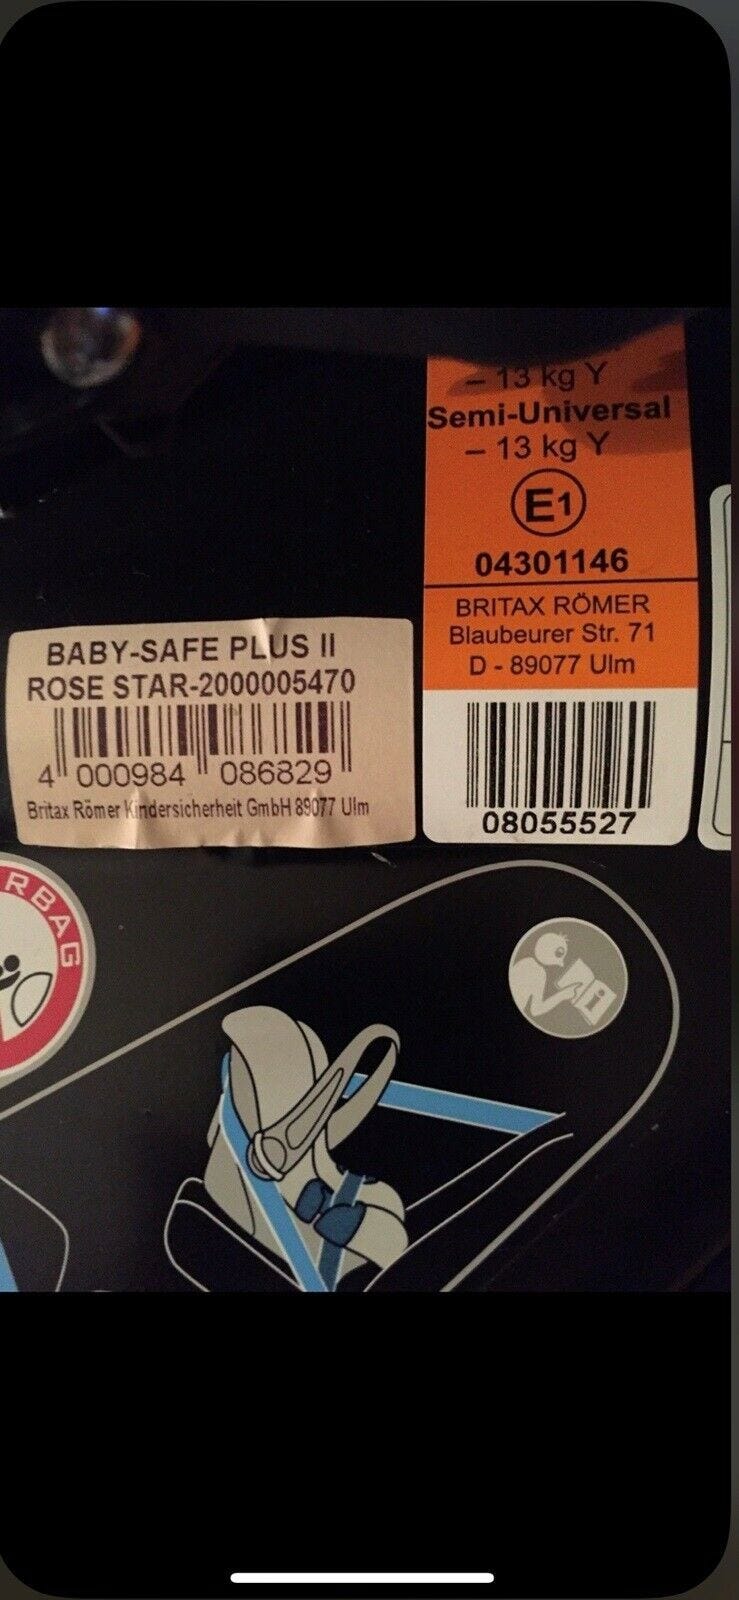 – 13 kg Y
Semi-Universal
– 13 kg Y
E1
04301146
BRITAX RÖMER
Blaubeurer Str. 71
D - 89077 Ulm
08055527
BABY-SAFE PLUS II
ROSE STAR-2000005470
4 000984 086829
Britax Römer Kindersicherheit GmbH 89077 Ulm
RBAG
i